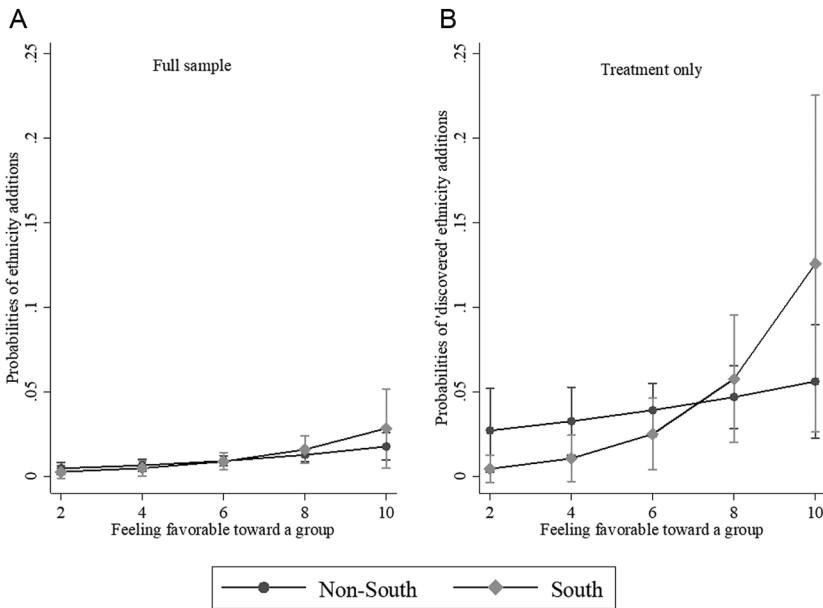 A
Full sample
Probabilities of ethnicity additions
.25
.2
.15
.1
.05
0
2 4 6 8 10
Feeling favorable toward a group
B
Treatment only
Probabilities of 'discovered' ethnicity additions
.25
.2
.15
.1
.05
0
2 4 6 8 10
Feeling favorable toward a group
Non-South South